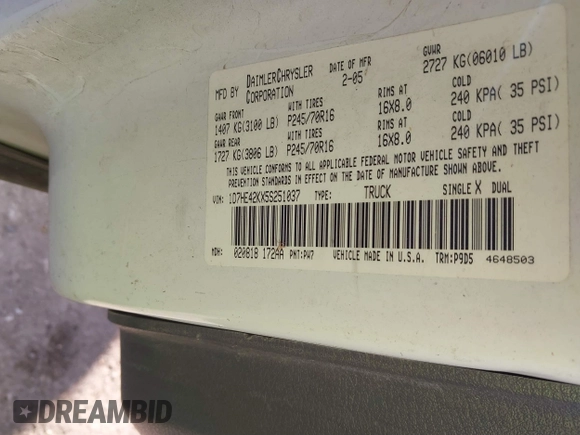 MFD BY DAIMLERCHRYSLER CORPORATION DATE OF MFR 2-05 GVWR 2727 KG(06010 LB)
GAWR FRONT WITH TIRES RIMS AT COLD
1407 KG(3100 LB) P245/70R16 16X8.0 240 KPA( 35 PSI)
GAWR REAR WITH TIRES RIMS AT COLD
1727 KG(3806 LB) P245/70R16 16X8.0 240 KPA( 35 PSI)
THIS VEHICLE CONFORMS TO ALL APPLICABLE FEDERAL MOTOR VEHICLE SAFETY AND THEFT
PREVENTION STANDARDS IN EFFECT ON THE DATE OF MANUFACTURE SHOWN ABOVE.
VIN: 1D7HE42KX5S251037 TYPE: TRUCK SINGLE X DUAL
MDH: 020818 172AA PNT:PW7 VEHICLE MADE IN U.S.A. TRM:P9D5 4648503
DREAMBID